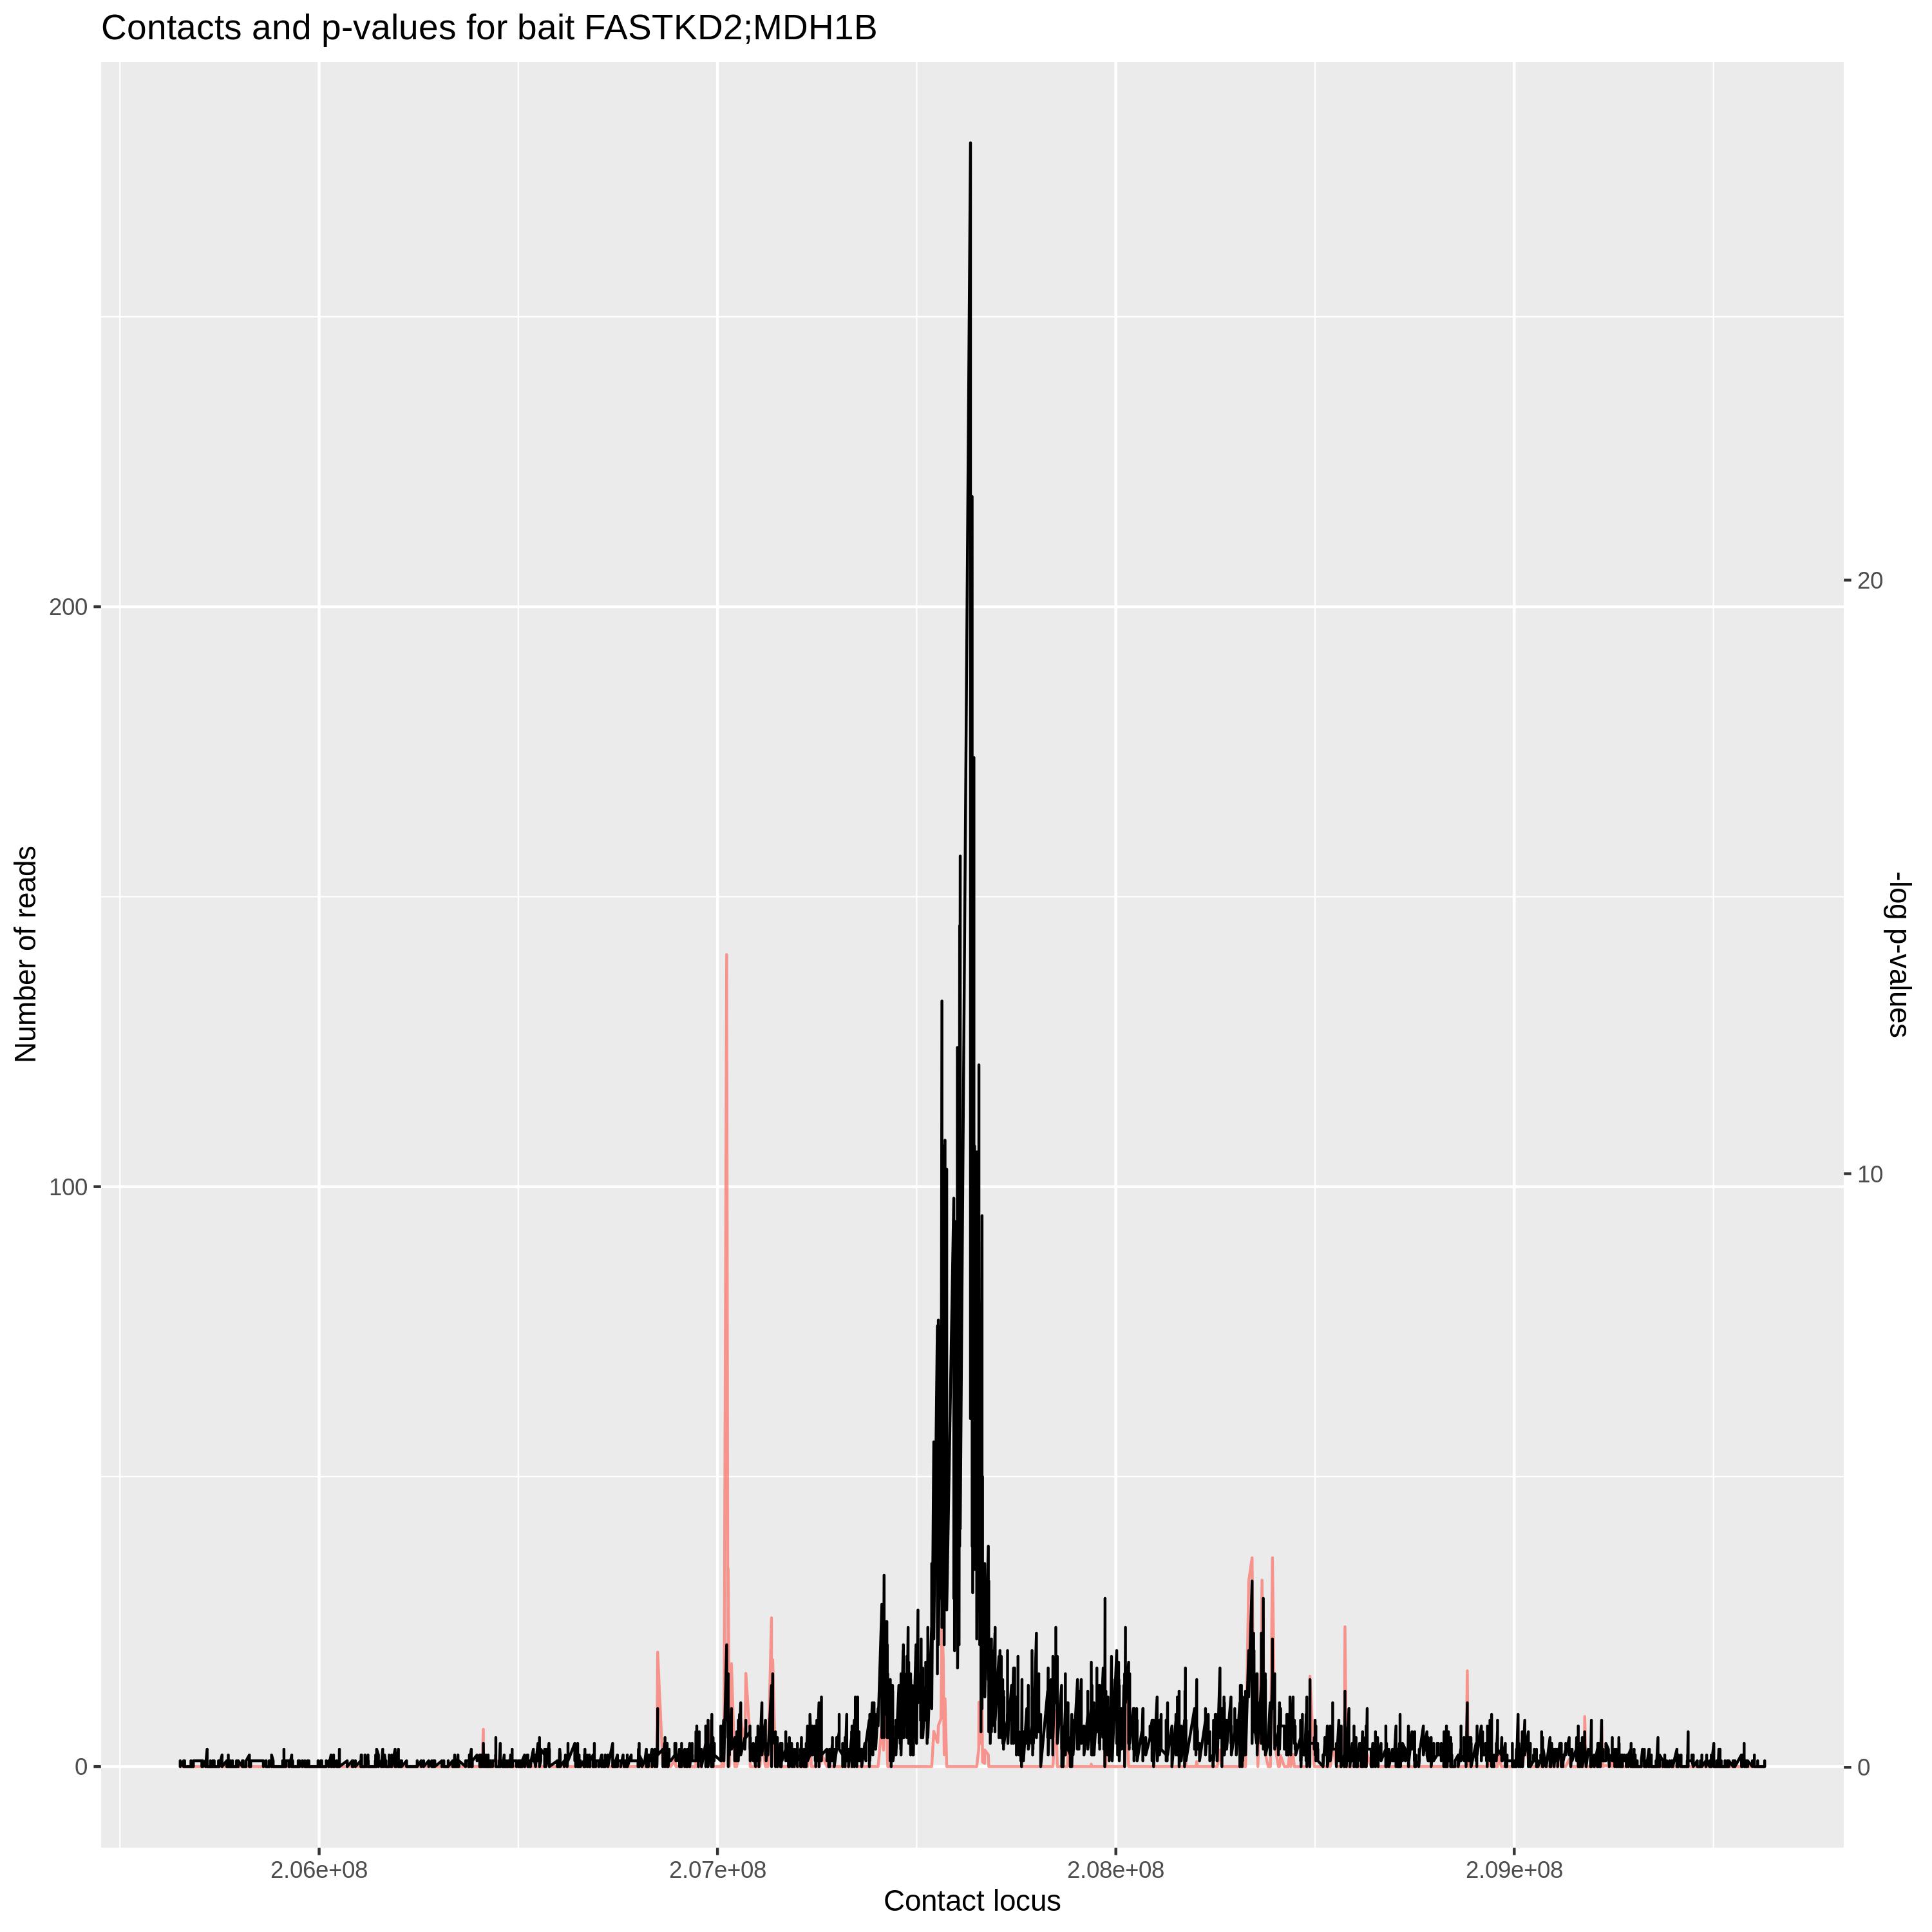 Contacts and p-values for bait FASTKD2;MDH1B
Number of reads
200
100
0
20
10
0
-log p-values
2.06e+08
2.07e+08
2.08e+08
2.09e+08
Contact locus